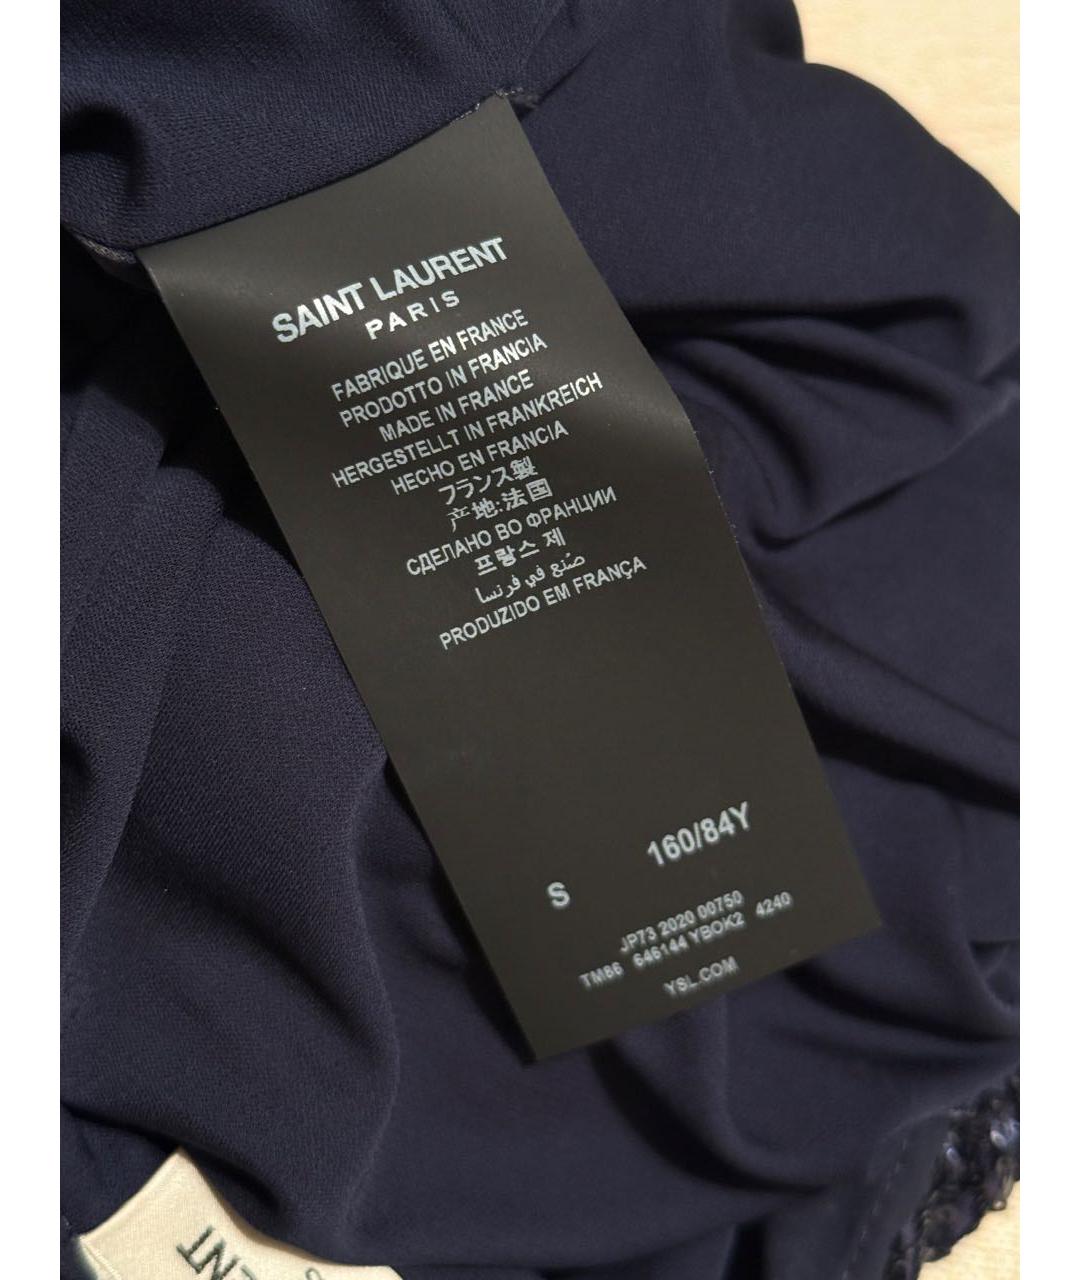 SAINT LAURENT
PARIS
FABRIQUE EN FRANCE
PRODOTTO IN FRANCIA
MADE IN FRANCE
HERGESTELLT IN FRANKREICH
HECHO EN FRANCIA
フランス製
产地:法国
СДЕЛАНО ВО ФРАНЦИИ
프랑스 제
صُنع في فرنسا
PRODUZIDO EM FRANÇA
S 160/84Y
JP73 2020 00750
TM86 646144 YBOK2 4240
YSL.COM